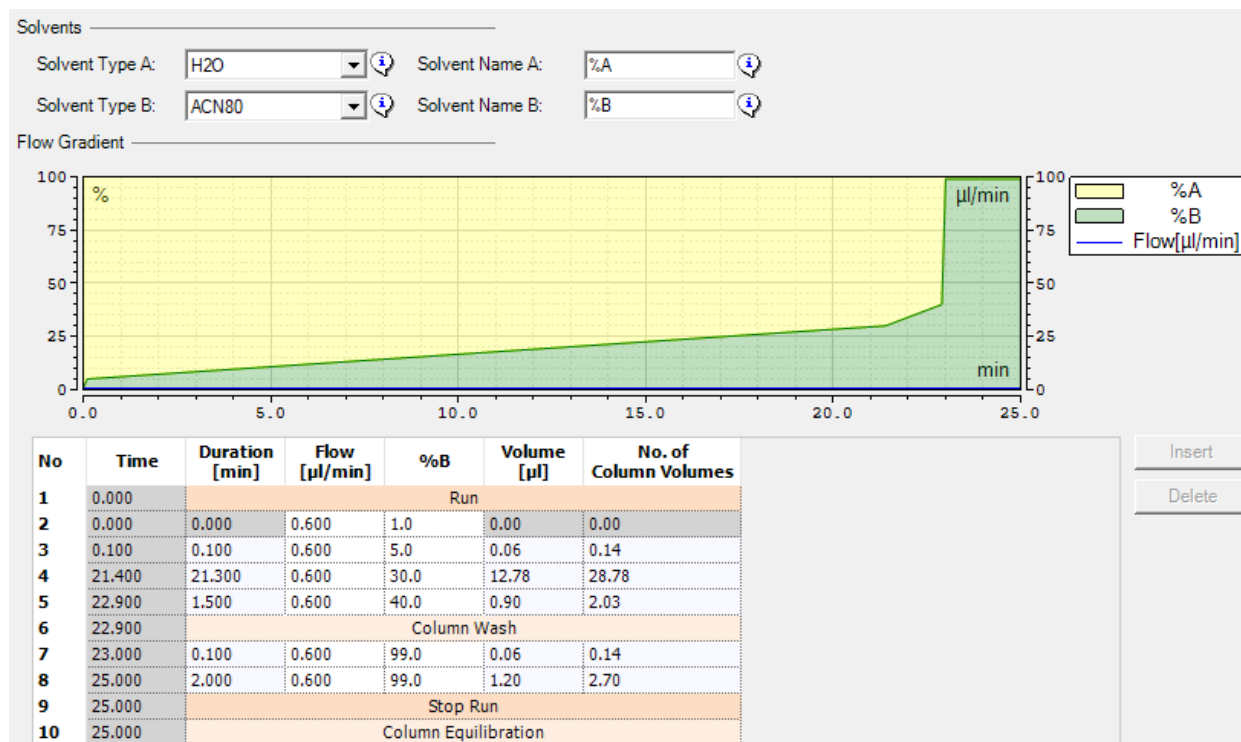 Solvents
Solvent Type A: H2O Solvent Name A: %A
Solvent Type B: ACN80 Solvent Name B: %B
Flow Gradient
100 % µl/min 100 %A
%B
75 75 Flow[µl/min]
50 50
25 25
0 min 0
0.0 5.0 10.0 15.0 20.0 25.0
No Time Duration [min] Flow [µl/min] %B Volume [µl] No. of Column Volumes Insert
1 0.000 Run Delete
2 0.000 0.000 0.600 1.0 0.00 0.00
3 0.100 0.100 0.600 5.0 0.06 0.14
4 21.400 21.300 0.600 30.0 12.78 28.78
5 22.900 1.500 0.600 40.0 0.90 2.03
6 22.900 Column Wash
7 23.000 0.100 0.600 99.0 0.06 0.14
8 25.000 2.000 0.600 99.0 1.20 2.70
9 25.000 Stop Run
10 25.000 Column Equilibration